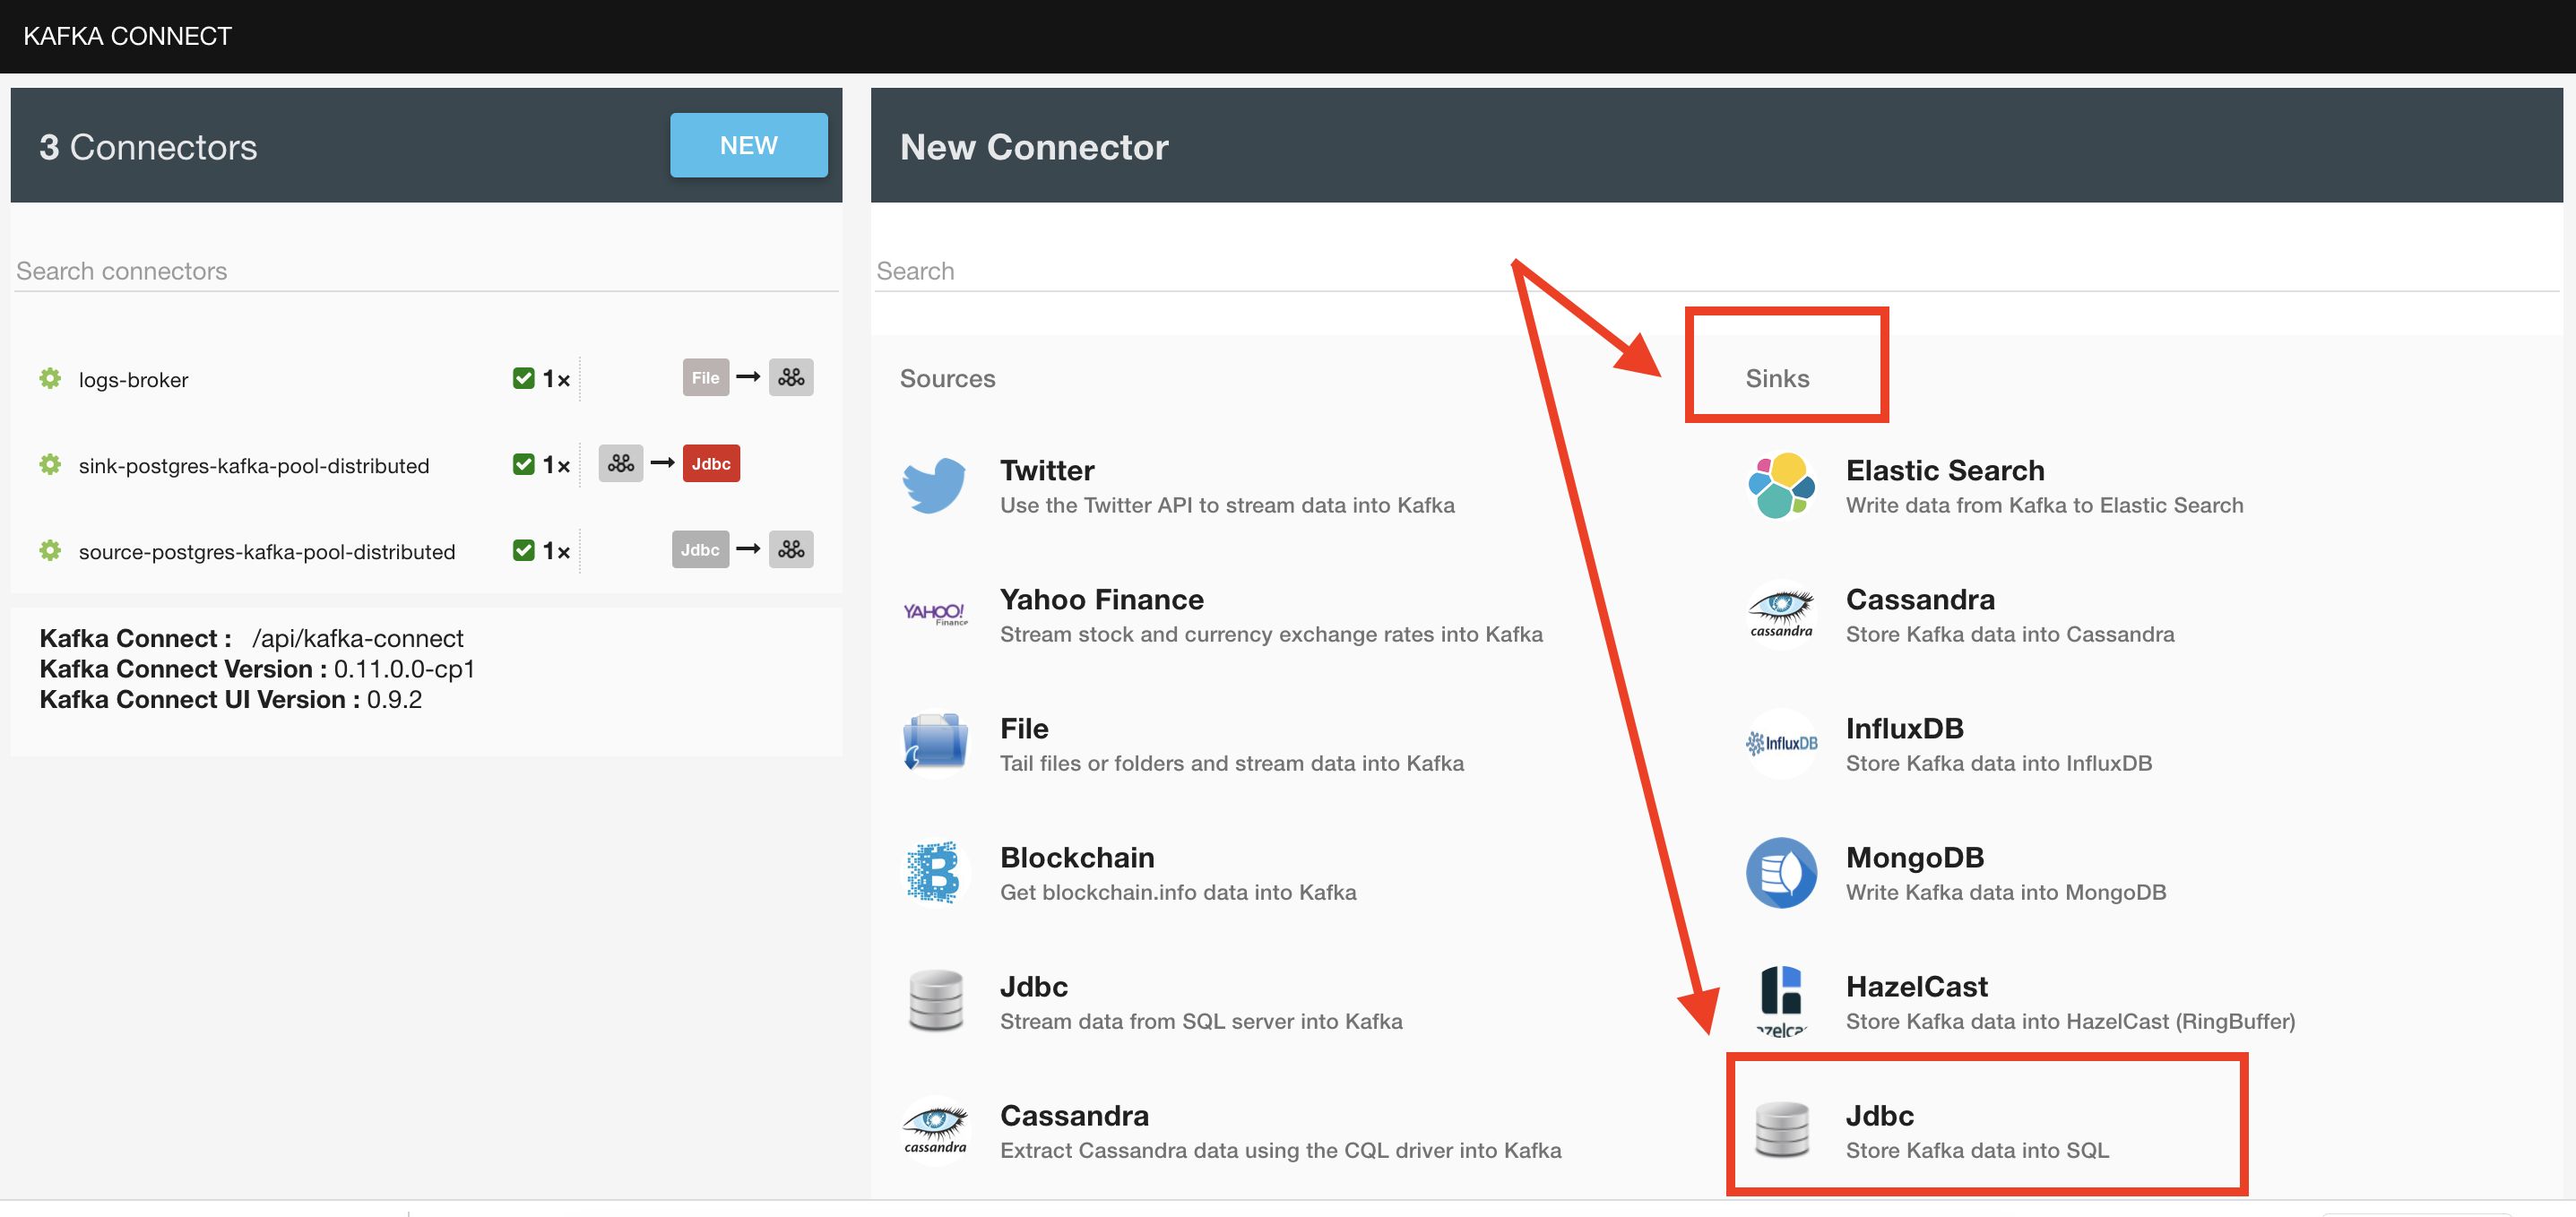 KAFKA CONNECT
3 Connectors
NEW
Search connectors
logs-broker
1x
File
sink-postgres-kafka-pool-distributed
1x
Jdbc
source-postgres-kafka-pool-distributed
1x
Jdbc
Kafka Connect : /api/kafka-connect
Kafka Connect Version : 0.11.0.0-cp1
Kafka Connect UI Version : 0.9.2
New Connector
Search
Sources
Twitter
Use the Twitter API to stream data into Kafka
YAHOO!
Finance
Yahoo Finance
Stream stock and currency exchange rates into Kafka
File
Tail files or folders and stream data into Kafka
Blockchain
Get blockchain.info data into Kafka
Jdbc
Stream data from SQL server into Kafka
cassandra
Cassandra
Extract Cassandra data using the CQL driver into Kafka
Sinks
Elastic Search
Write data from Kafka to Elastic Search
cassandra
Cassandra
Store Kafka data into Cassandra
InfluxDB
InfluxDB
Store Kafka data into InfluxDB
MongoDB
Write Kafka data into MongoDB
HazelCast
Store Kafka data into HazelCast (RingBuffer)
Jdbc
Store Kafka data into SQL